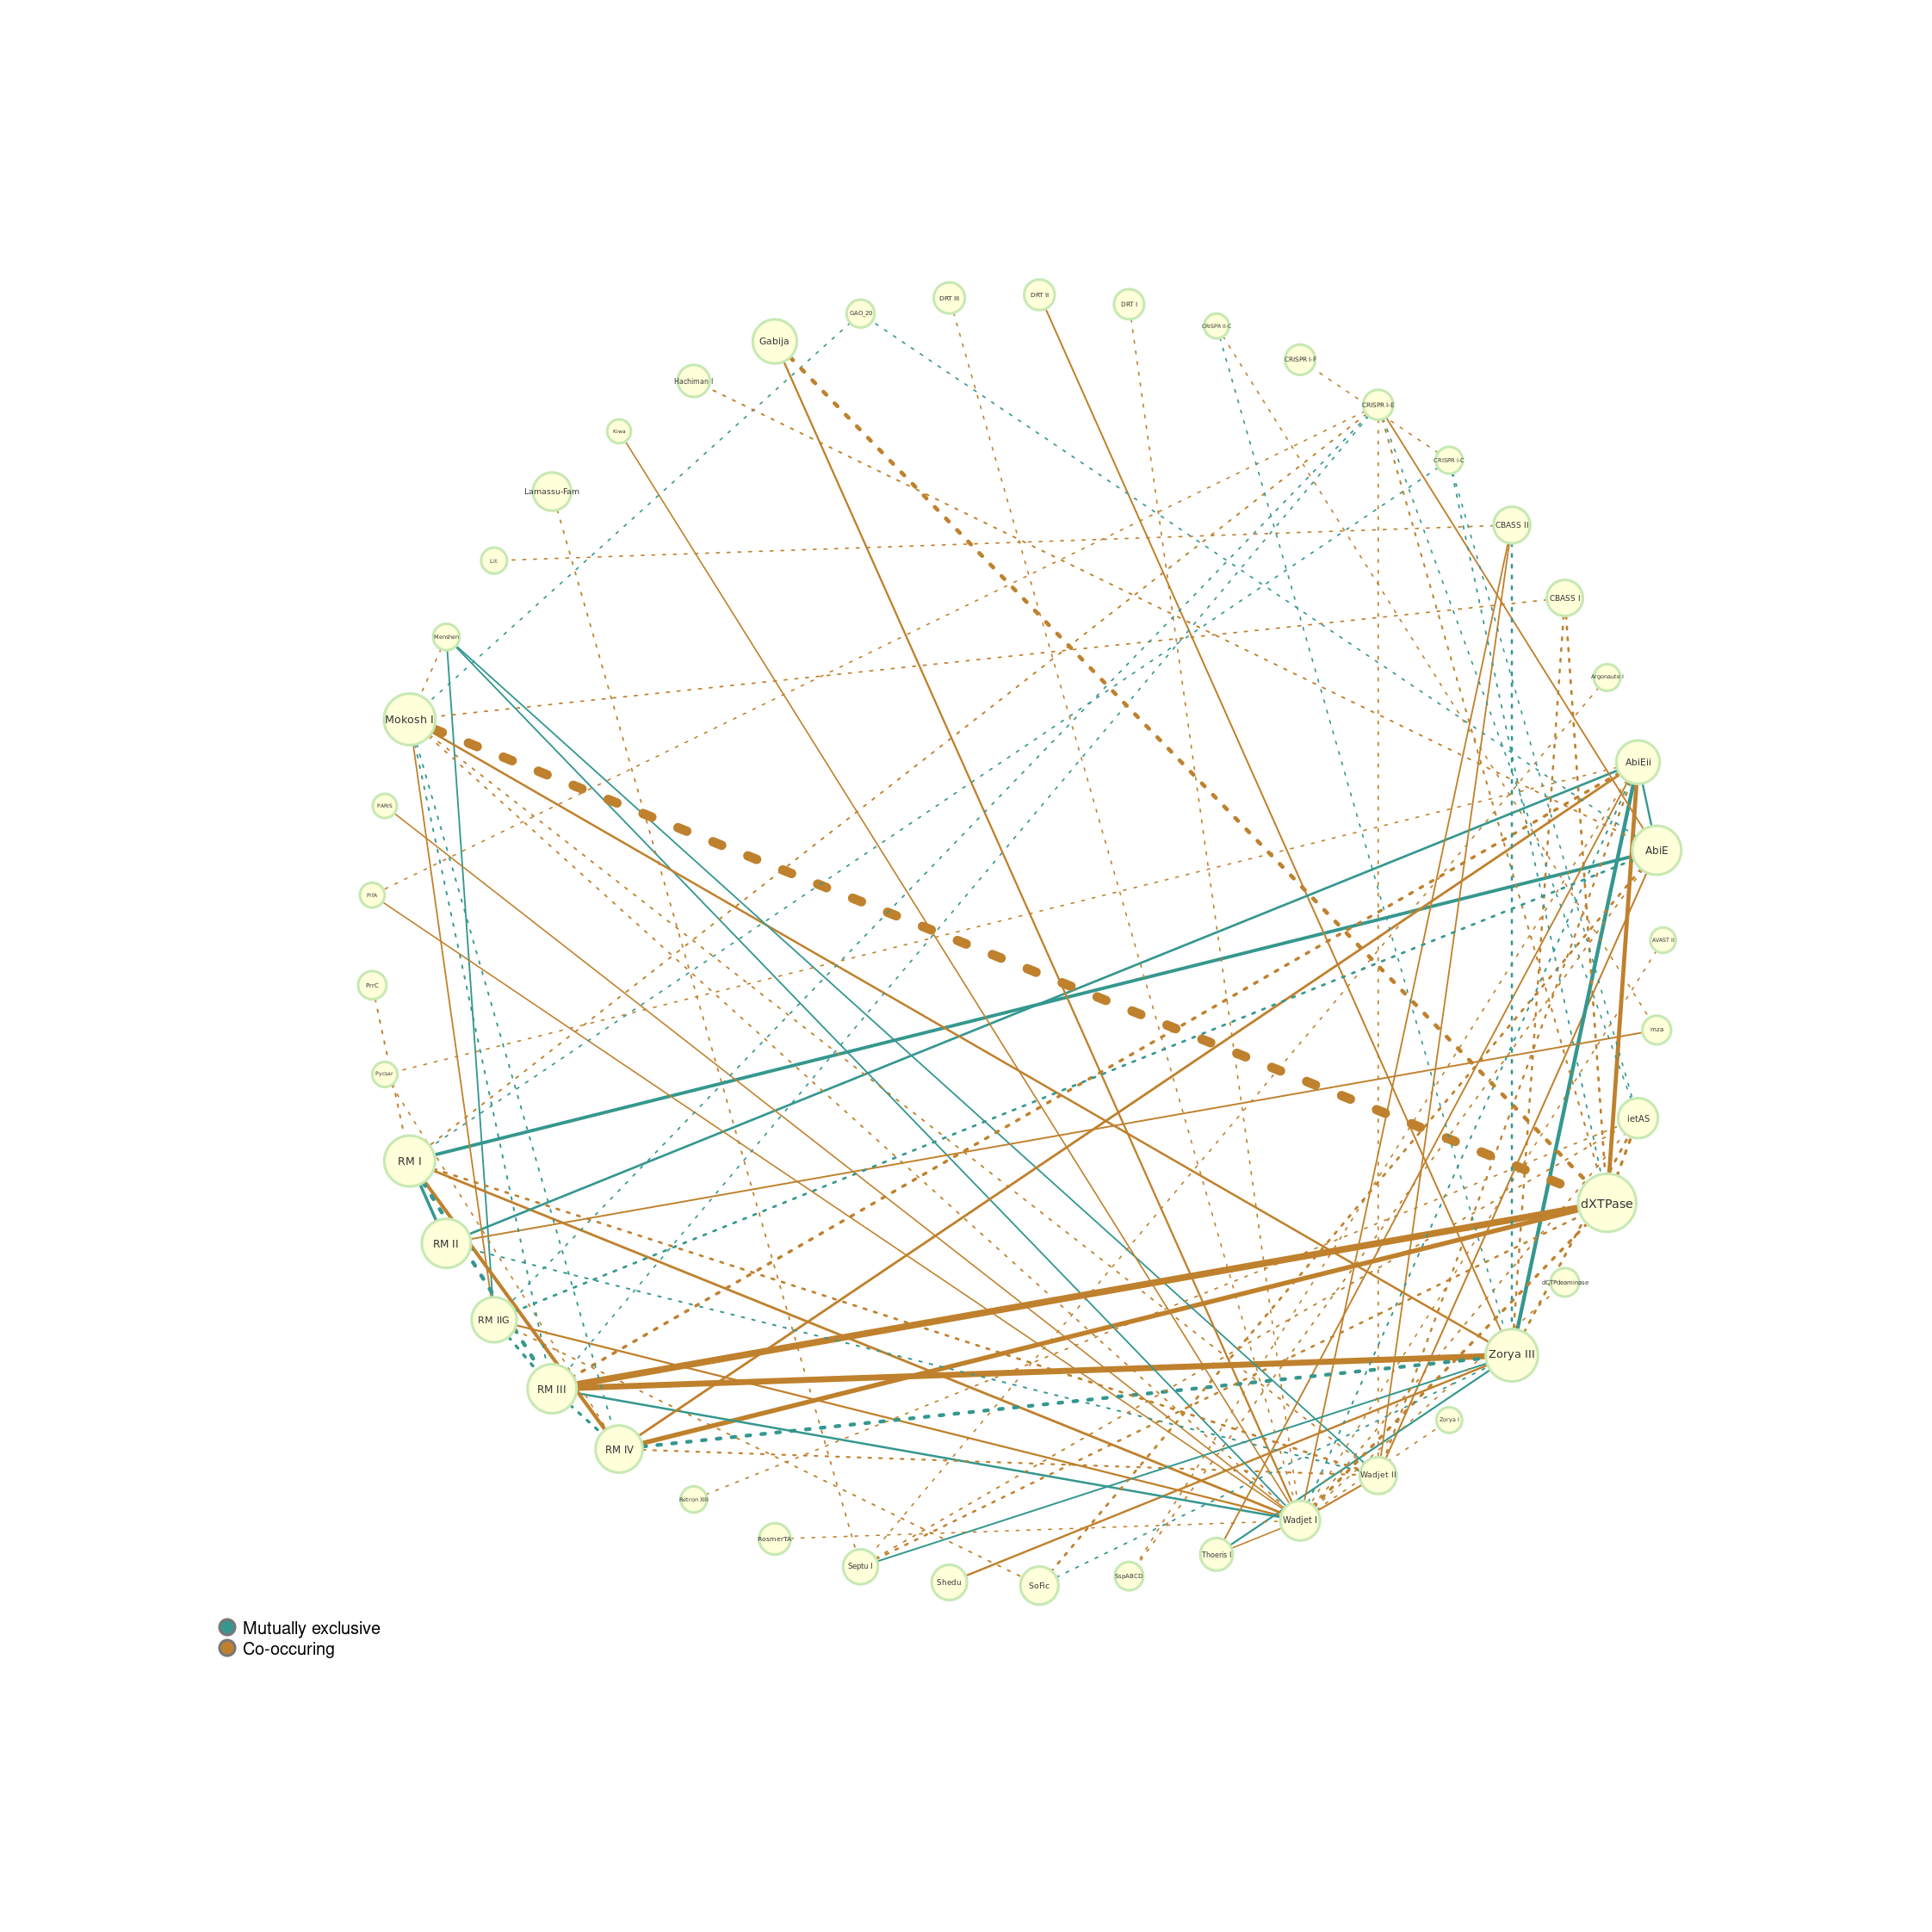 DRT II
DRT III
DRT I
GAO_20
CRISPR II-C
Gabija
CRISPR I-F
Hachiman I
CRISPR I-E
Kiwa
CRISPR I-C
Lamassu-Fam
CBASS II
Lit
CBASS I
Menshen
Argonaute I
Mokosh I
AbiEii
PARIS
AbiE
PifA
AVAST II
PrrC
mza
Pycsar
ietAS
RM I
dXTPase
RM II
dCTPdeaminase
RM IIG
Zorya III
RM III
Zorya I
RM IV
Wadjet II
Retron XIII
Wadjet I
RosmerTA
Thoeris I
Septu I
SspABCD
Shedu
SoFic
Mutually exclusive
Co-occuring